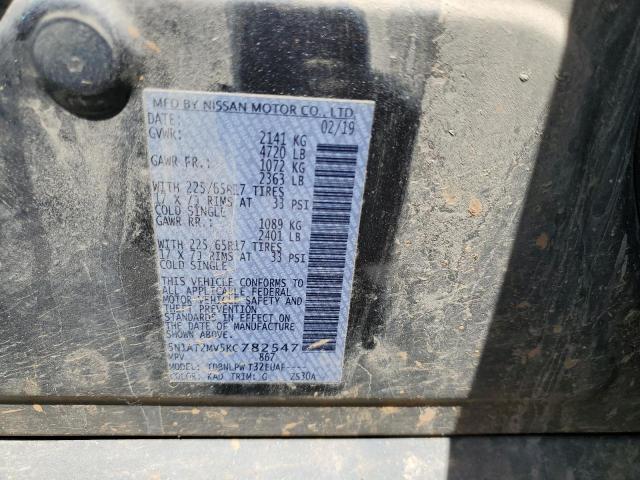 MFD BY NISSAN MOTOR CO., LTD.
DATE: 02/19
GVWR: 2141 KG
4720 LB
GAWR FR.: 1072 KG
2363 LB
WITH 225/65R17 TIRES
17 X 7J RIMS AT 33 PSI
COLD SINGLE
GAWR RR.: 1089 KG
2401 LB
WITH 225/65R17 TIRES
17 X 7J RIMS AT 33 PSI
COLD SINGLE
THIS VEHICLE CONFORMS TO
ALL APPLICABLE FEDERAL
MOTOR VEHICLE SAFETY AND
THEFT PREVENTION
STANDARDS IN EFFECT ON
THE DATE OF MANUFACTURE
SHOWN ABOVE.
5N1AT2MV5KC782547
MPV 867
MODEL: TDBNLPWT32EUAF----
COLOR: KAD TRIM: G ZS30A